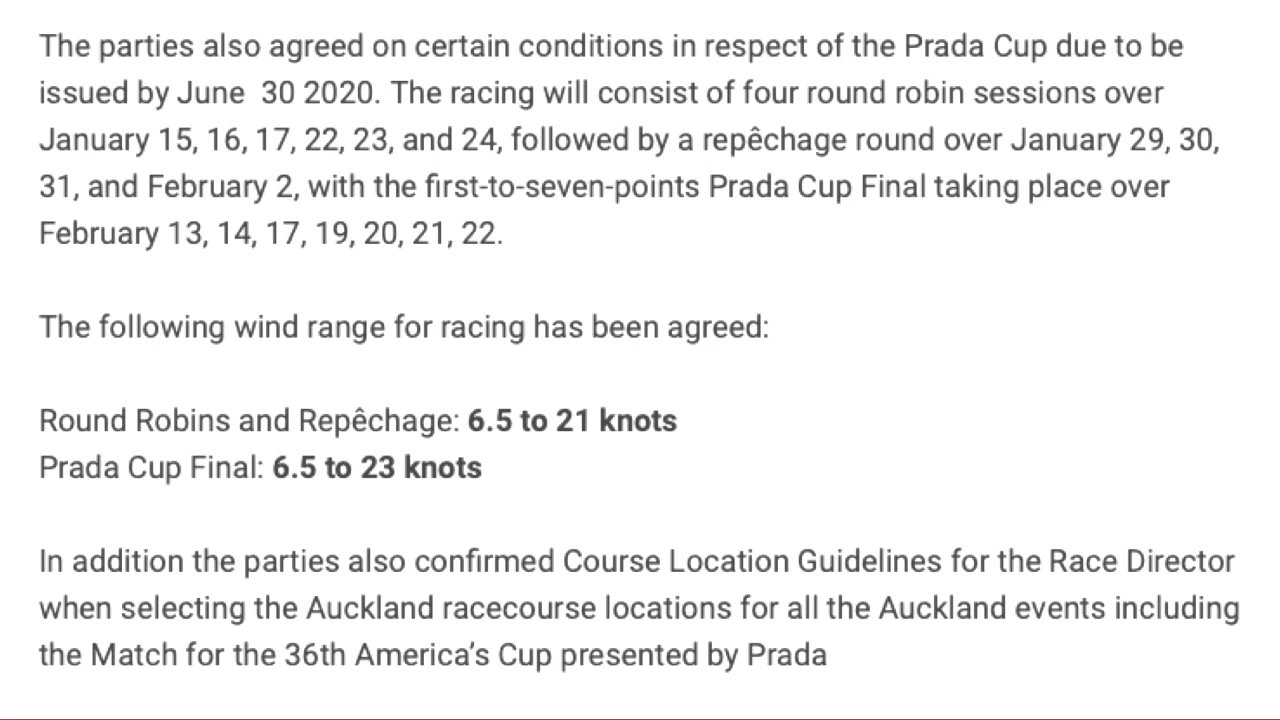 The parties also agreed on certain conditions in respect of the Prada Cup due to be
issued by June  30 2020. The racing will consist of four round robin sessions over
January 15, 16, 17, 22, 23, and 24, followed by a repêchage round over January 29, 30,
31, and February 2, with the first-to-seven-points Prada Cup Final taking place over
February 13, 14, 17, 19, 20, 21, 22.
The following wind range for racing has been agreed:
Round Robins and Repêchage: 6.5 to 21 knots
Prada Cup Final: 6.5 to 23 knots
In addition the parties also confirmed Course Location Guidelines for the Race Director
when selecting the Auckland racecourse locations for all the Auckland events including
the Match for the 36th America’s Cup presented by Prada